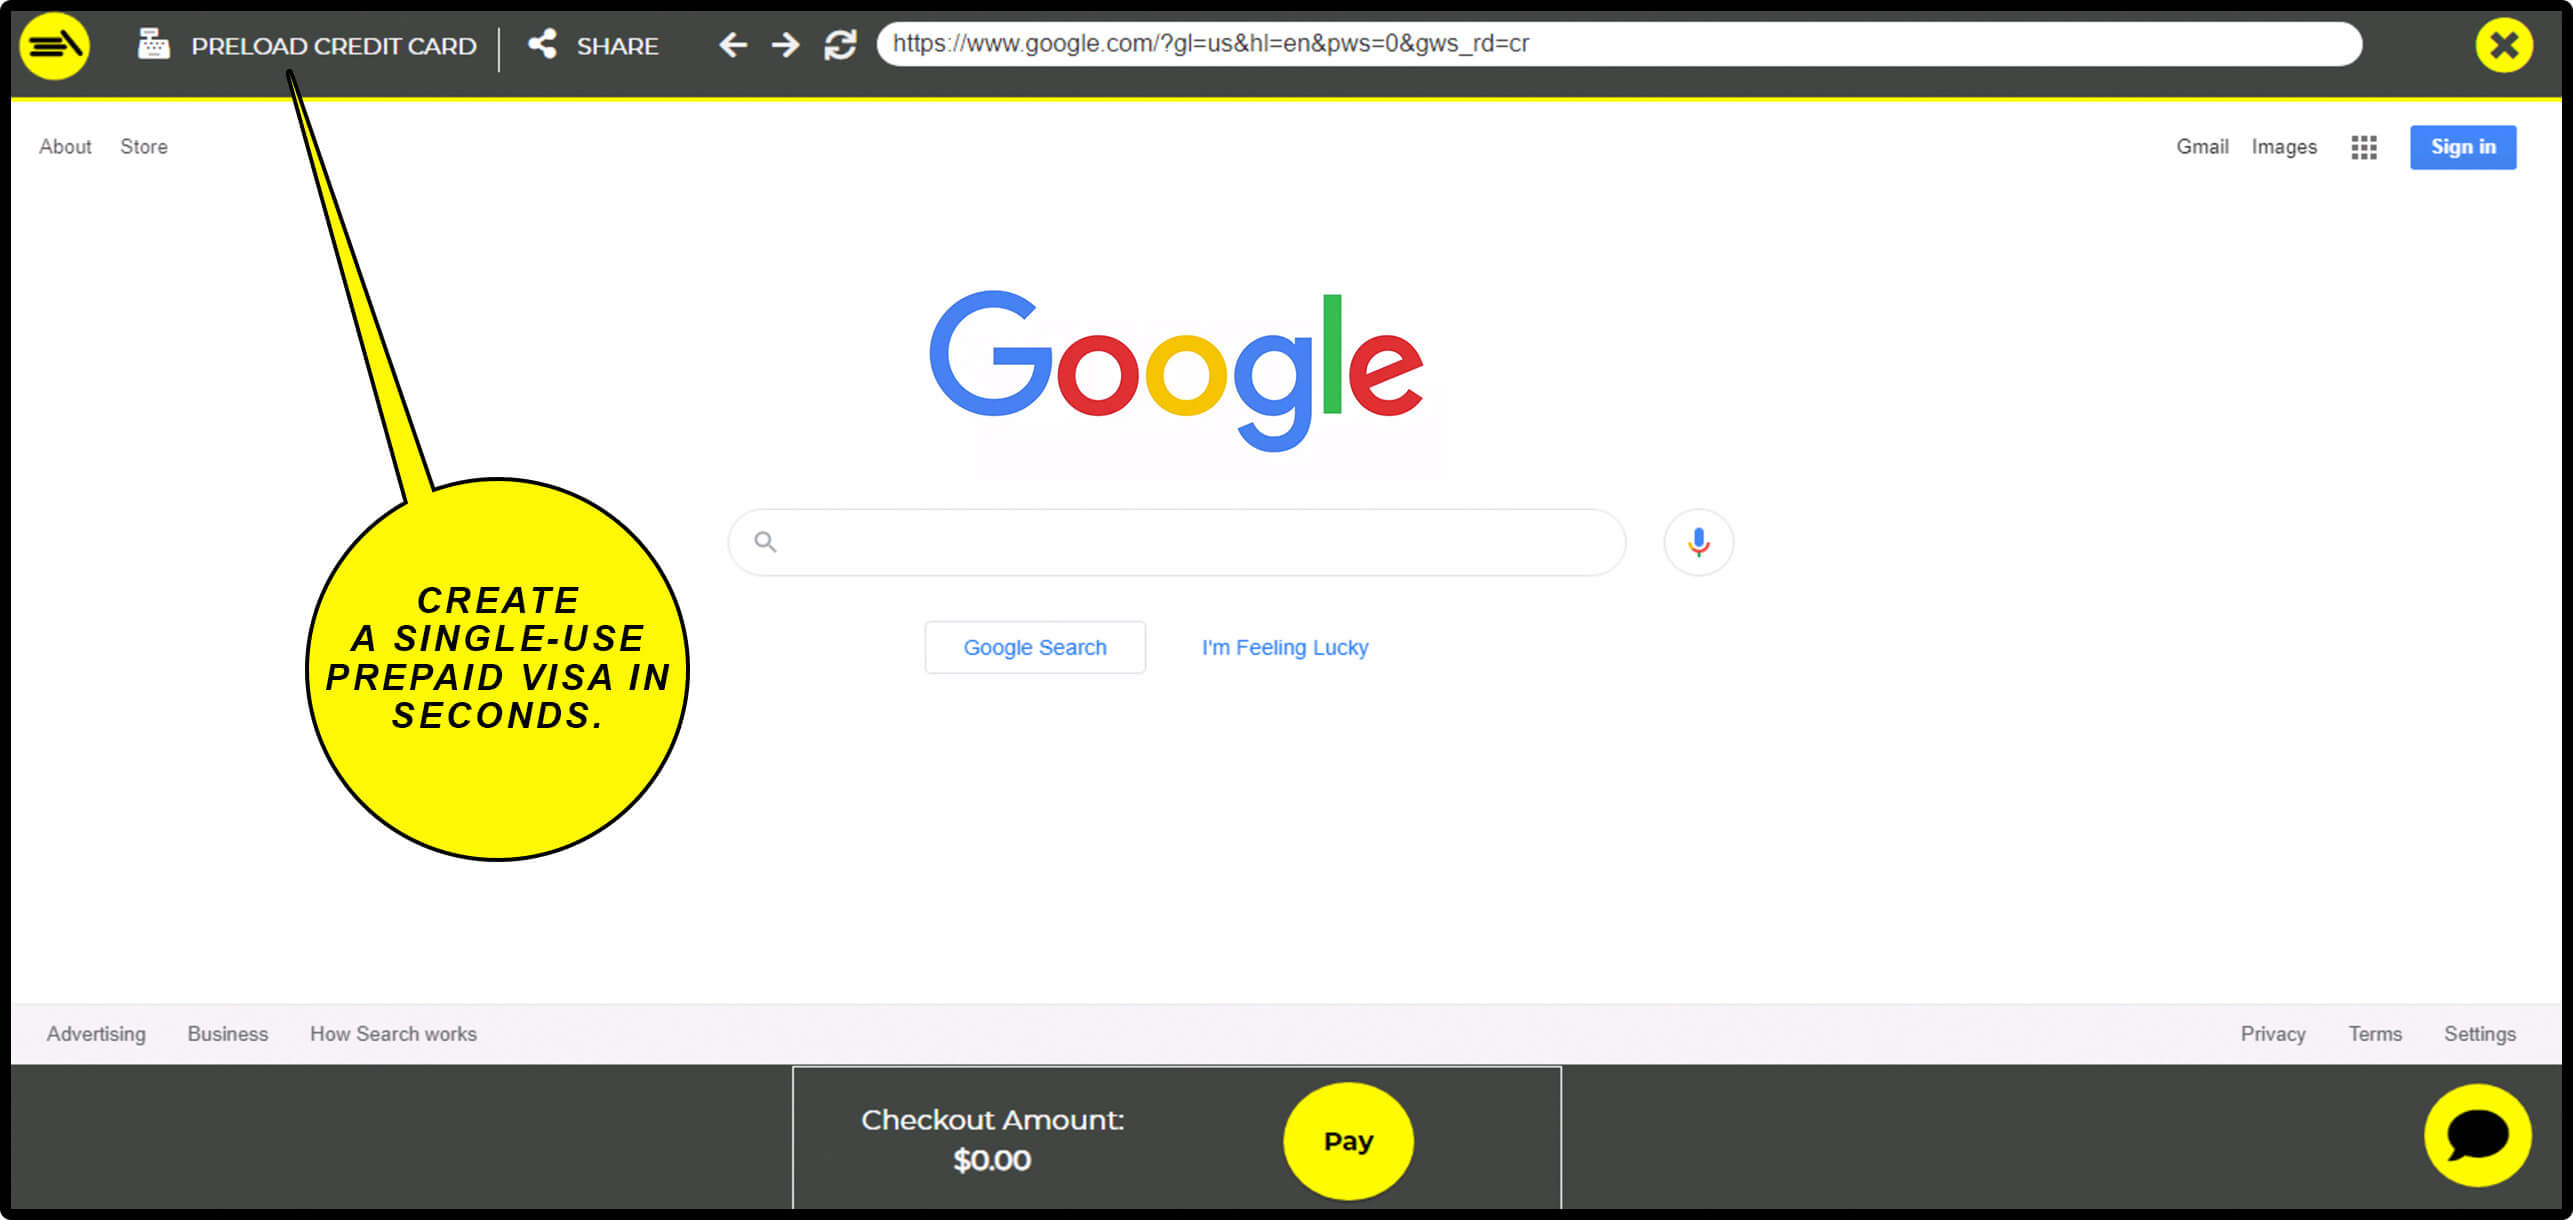 PRELOAD CREDIT CARD
SHARE
https://www.google.com/?gl=us&hl=en&pws=0&gws_rd=cr
About Store
Gmail Images
Sign in
Google
CREATE
A SINGLE-USE
PREPAID VISA IN
SECONDS.
Google Search
I'm Feeling Lucky
Advertising Business How Search works
Privacy Terms Settings
Checkout Amount:
$0.00
Pay